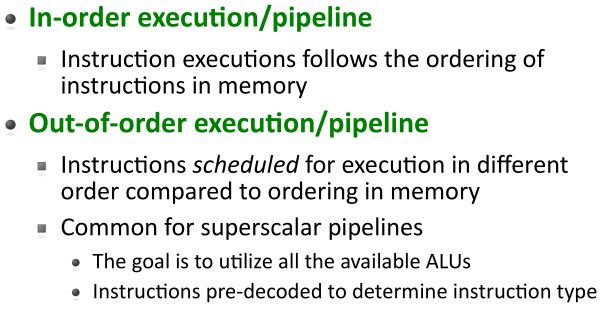 In-order execution/pipeline
Instruction executions follows the ordering of
instructions in memory
Out-of-order execution/pipeline
Instructions scheduled for execution in different
order compared to ordering in memory
Common for superscalar pipelines
The goal is to utilize all the available ALUs
Instructions pre-decoded to determine instruction type